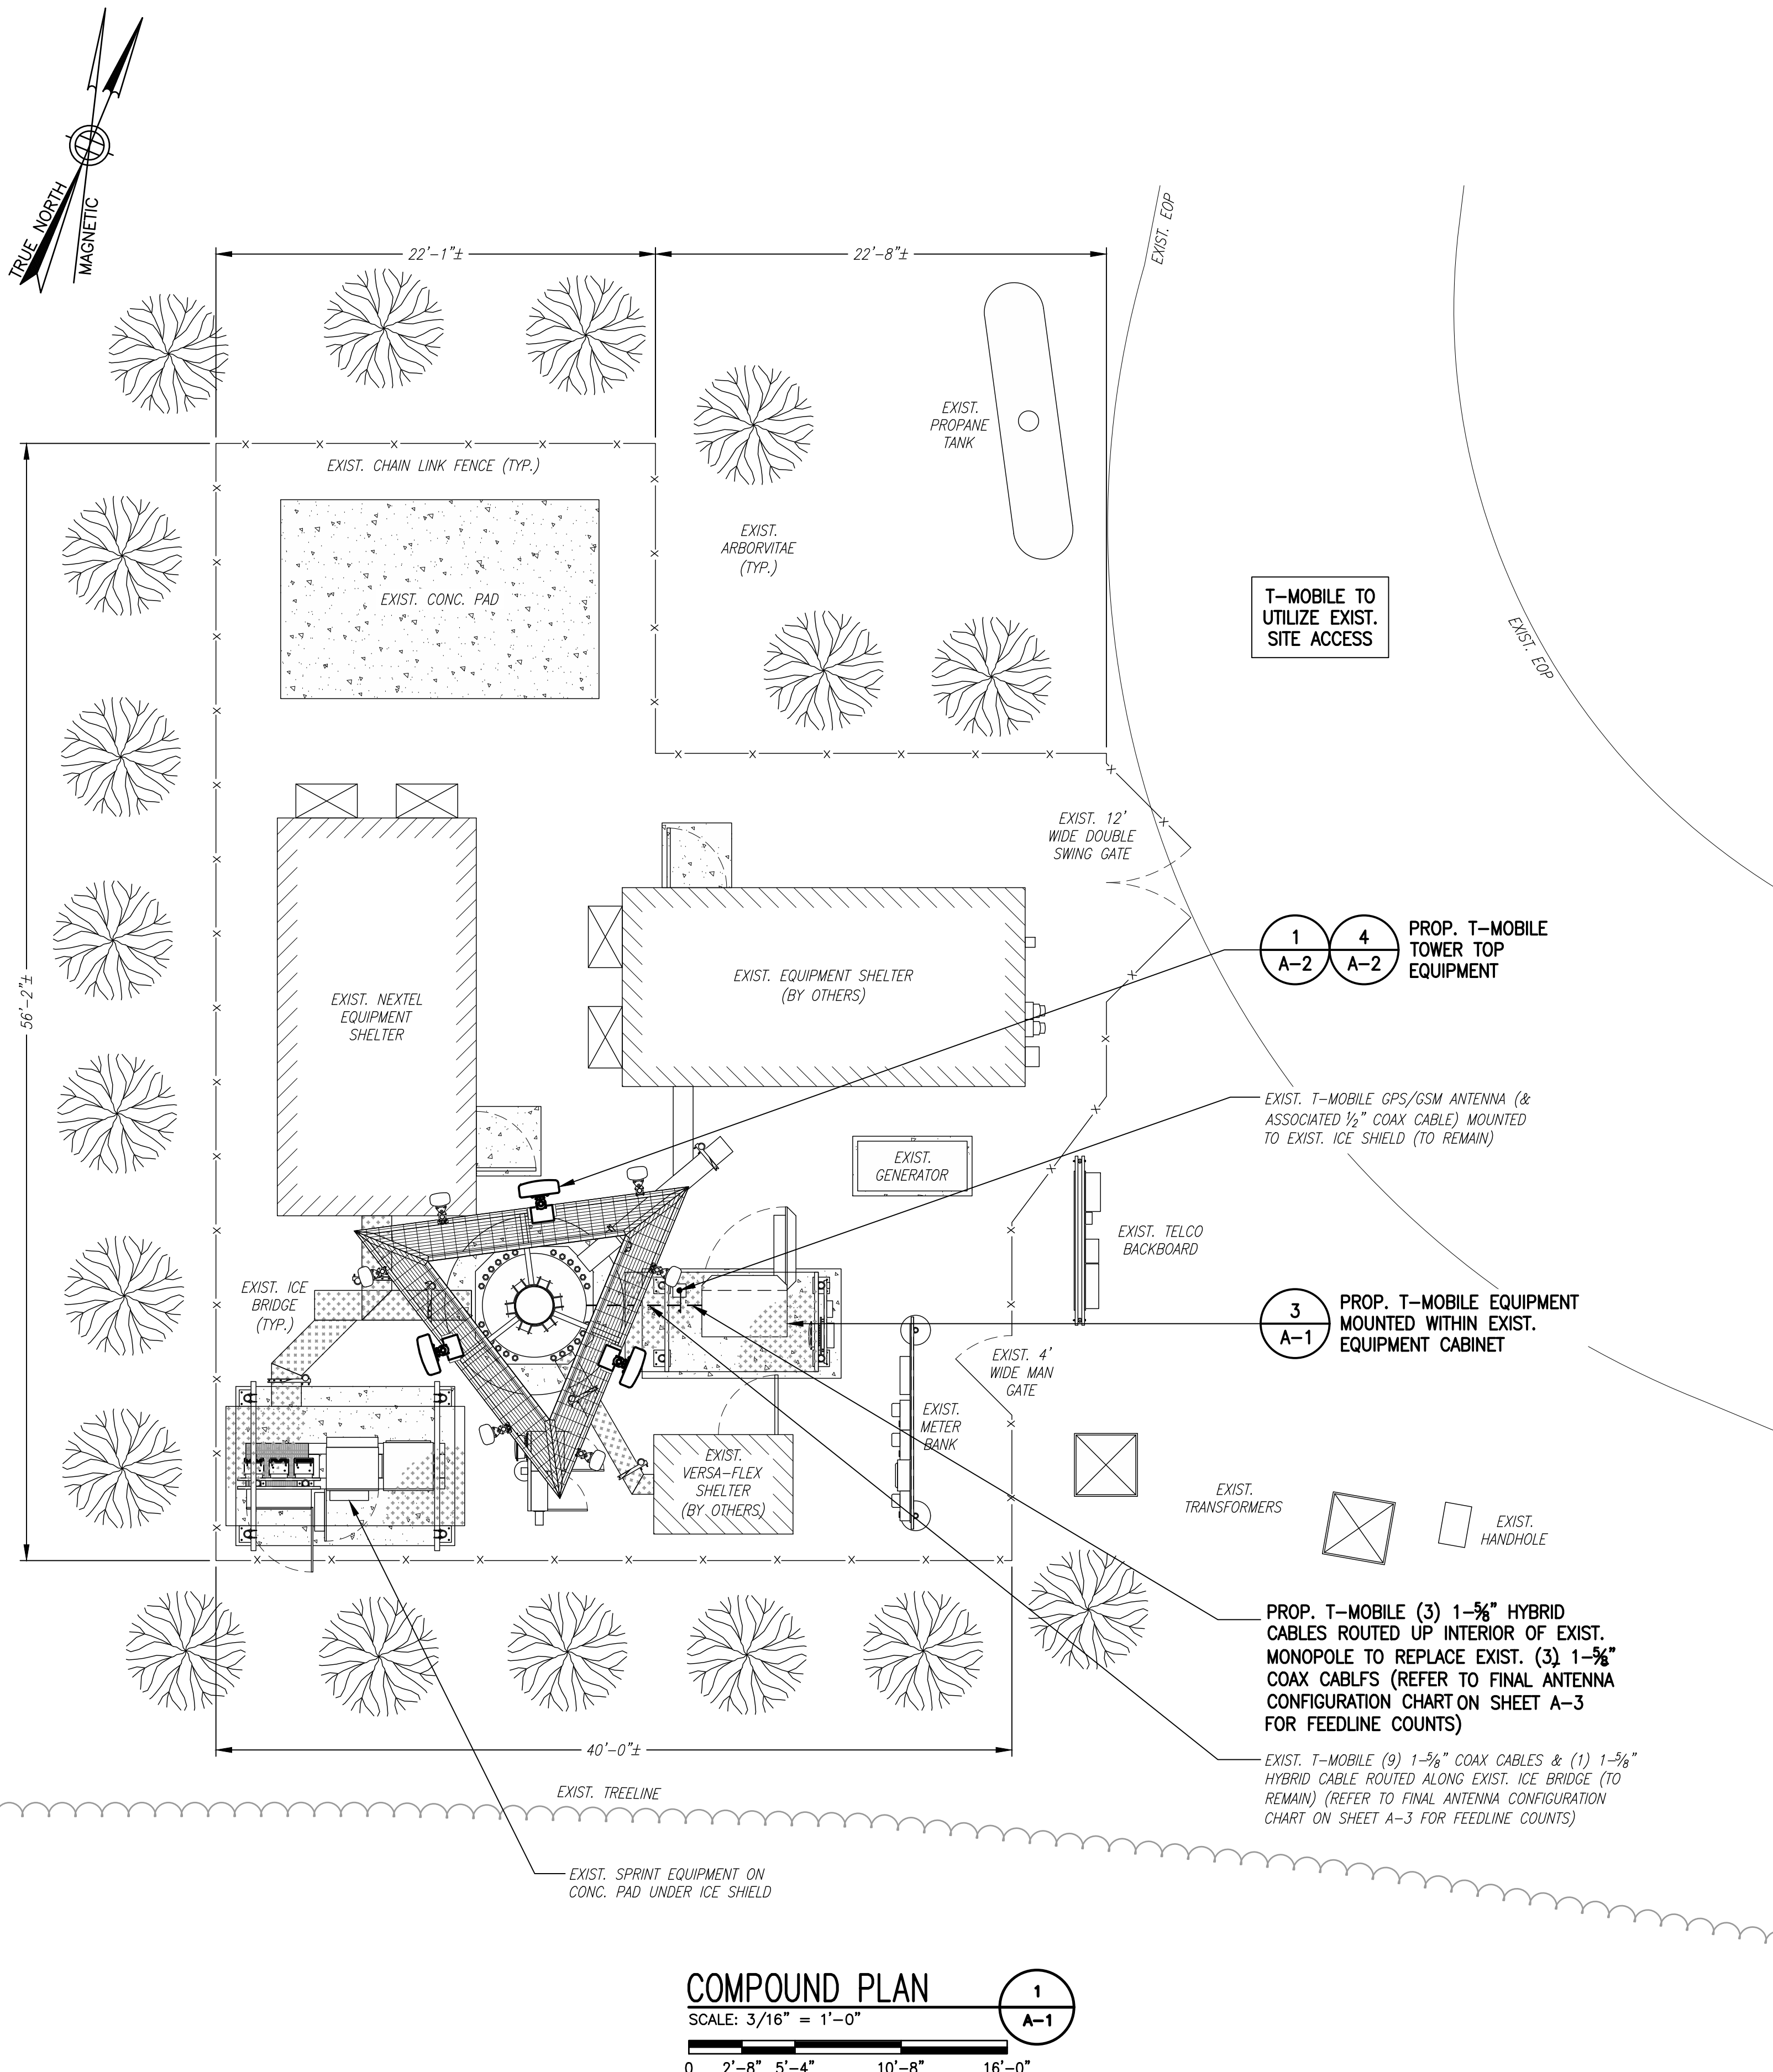 TRUE NORTH
MAGNETIC
22'-1"±
22'-8"±
EXIST. EOP
EXIST.
PROPANE
TANK
EXIST. CHAIN LINK FENCE (TYP.)
EXIST.
ARBORVITAE
(TYP.)
EXIST. CONC. PAD
T-MOBILE TO
UTILIZE EXIST.
SITE ACCESS
EXIST. EOP
EXIST. 12'
WIDE DOUBLE
SWING GATE
56'-2"±
EXIST. NEXTEL
EQUIPMENT
SHELTER
EXIST. EQUIPMENT SHELTER
(BY OTHERS)
1
A-2
4
A-2
PROP. T-MOBILE
TOWER TOP
EQUIPMENT
EXIST. T-MOBILE GPS/GSM ANTENNA (&
ASSOCIATED ½" COAX CABLE) MOUNTED
TO EXIST. ICE SHIELD (TO REMAIN)
EXIST.
GENERATOR
EXIST. TELCO
BACKBOARD
EXIST. ICE
BRIDGE
(TYP.)
3
A-1
PROP. T-MOBILE EQUIPMENT
MOUNTED WITHIN EXIST.
EQUIPMENT CABINET
EXIST. 4'
WIDE MAN
GATE
EXIST.
METER
BANK
EXIST.
VERSA-FLEX
SHELTER
(BY OTHERS)
EXIST.
TRANSFORMERS
EXIST.
HANDHOLE
PROP. T-MOBILE (3) 1-⅝" HYBRID
CABLES ROUTED UP INTERIOR OF EXIST.
MONOPOLE TO REPLACE EXIST. (3) 1-⅝"
COAX CABLFS (REFER TO FINAL ANTENNA
CONFIGURATION CHART ON SHEET A-3
FOR FEEDLINE COUNTS)
40'-0"±
EXIST. T-MOBILE (9) 1-⅝" COAX CABLES & (1) 1-⅝"
HYBRID CABLE ROUTED ALONG EXIST. ICE BRIDGE (TO
REMAIN) (REFER TO FINAL ANTENNA CONFIGURATION
CHART ON SHEET A-3 FOR FEEDLINE COUNTS)
EXIST. TREELINE
EXIST. SPRINT EQUIPMENT ON
CONC. PAD UNDER ICE SHIELD
COMPOUND PLAN
1
A-1
SCALE: 3/16" = 1'-0"
0 2'-8" 5'-4" 10'-8" 16'-0"